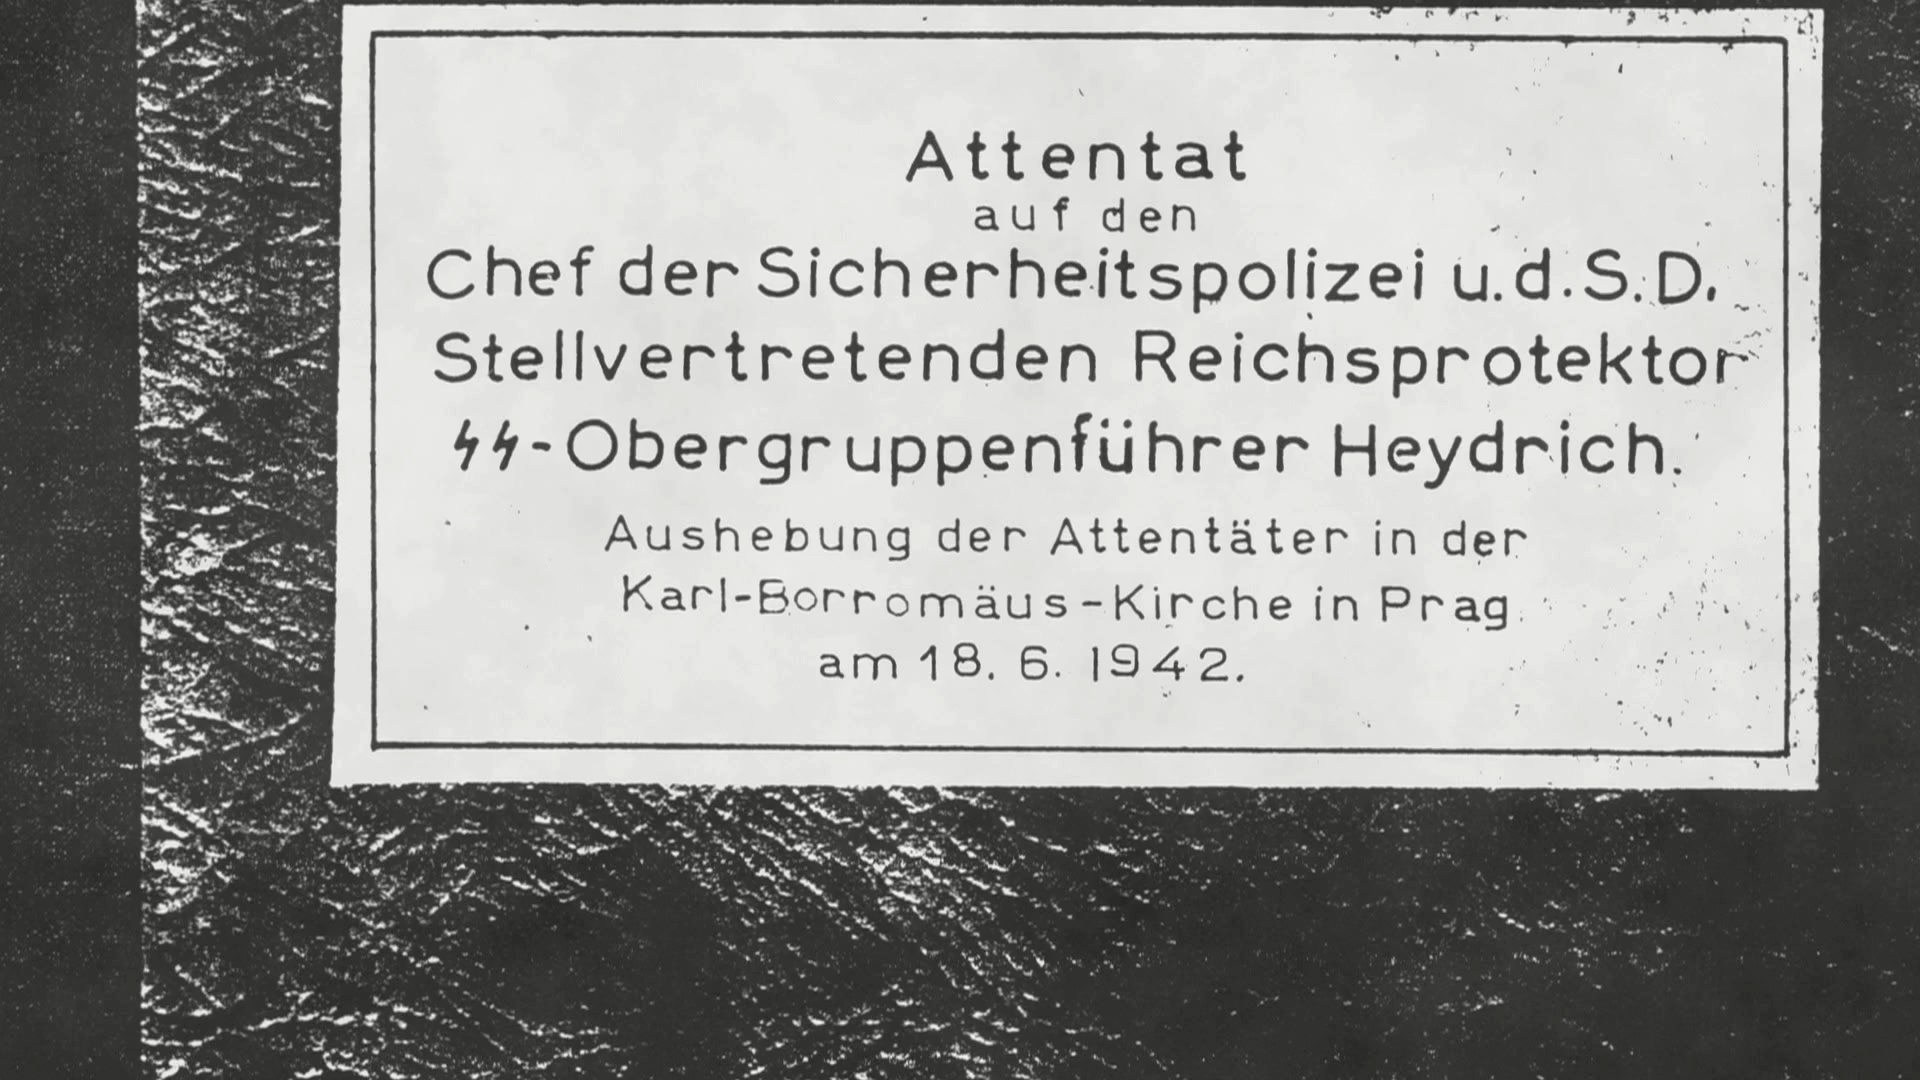 Attentat
auf den
Chef der Sicherheitspolizei u.d.S.D.
Stellvertretenden Reichsprotektor
ᛋᛋ-Obergruppenführer Heydrich.
Aushebung der Attentäter in der
Karl-Borromäus-Kirche in Prag
am 18. 6. 1942.